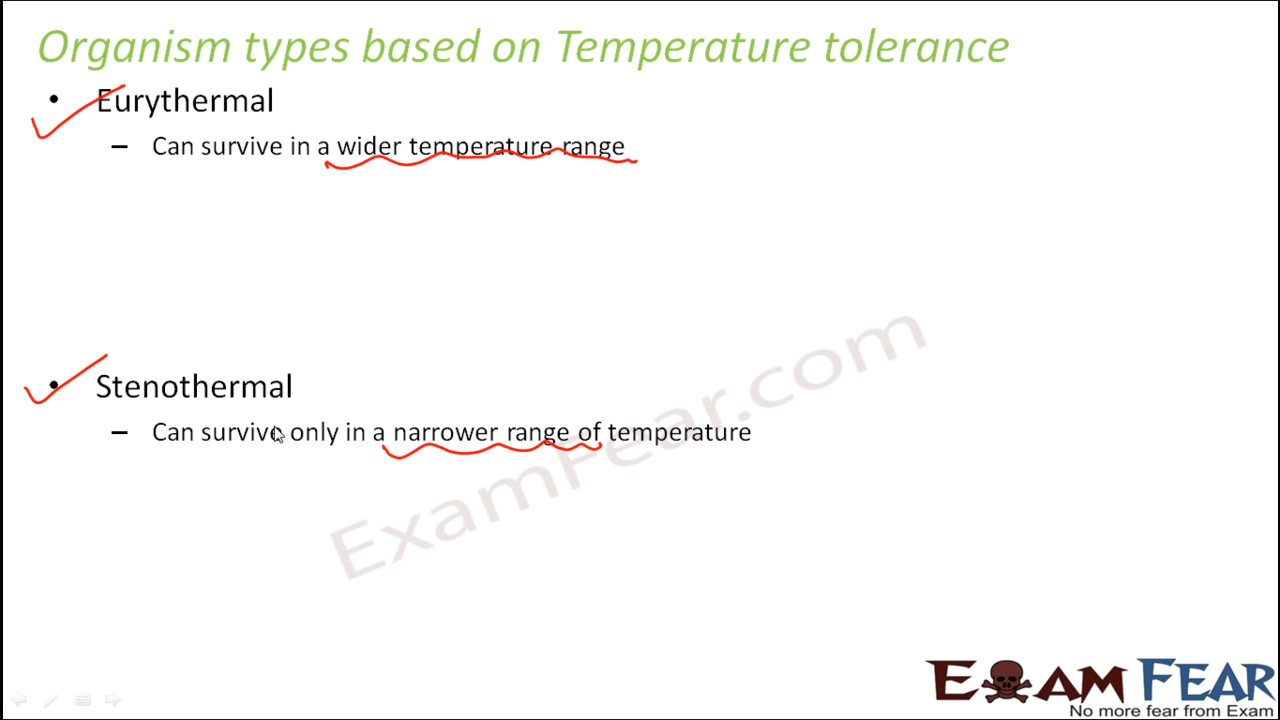 Organism types based on Temperature tolerance
• Eurythermal
– Can survive in a wider temperature range
• Stenothermal
– Can survive only in a narrower range of temperature
ExamFear.com
EXAM FEAR
No more fear from Exam